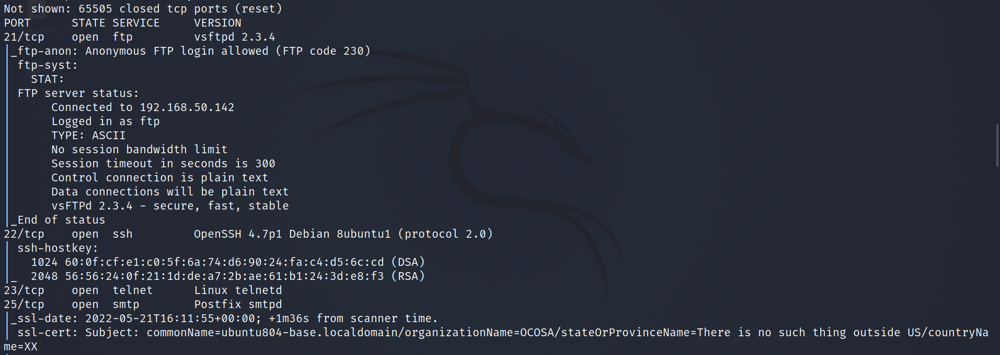 Not shown: 65505 closed tcp ports (reset)
PORT      STATE SERVICE     VERSION
21/tcp    open  ftp         vsftpd 2.3.4
|_ftp-anon: Anonymous FTP login allowed (FTP code 230)
| ftp-syst:
|   STAT:
| FTP server status:
|      Connected to 192.168.50.142
|      Logged in as ftp
|      TYPE: ASCII
|      No session bandwidth limit
|      Session timeout in seconds is 300
|      Control connection is plain text
|      Data connections will be plain text
|      vsFTPd 2.3.4 - secure, fast, stable
|_End of status
22/tcp    open  ssh         OpenSSH 4.7p1 Debian 8ubuntu1 (protocol 2.0)
| ssh-hostkey:
|   1024 60:0f:cf:e1:c0:5f:6a:74:d6:90:24:fa:c4:d5:6c:cd (DSA)
|_  2048 56:56:24:0f:21:1d:de:a7:2b:ae:61:b1:24:3d:e8:f3 (RSA)
23/tcp    open  telnet      Linux telnetd
25/tcp    open  smtp        Postfix smtpd
|_ssl-date: 2022-05-21T16:11:55+00:00; +1m36s from scanner time.
| ssl-cert: Subject: commonName=ubuntu804-base.localdomain/organizationName=OCOSA/stateOrProvinceName=There is no such thing outside US/countryNa
me=XX